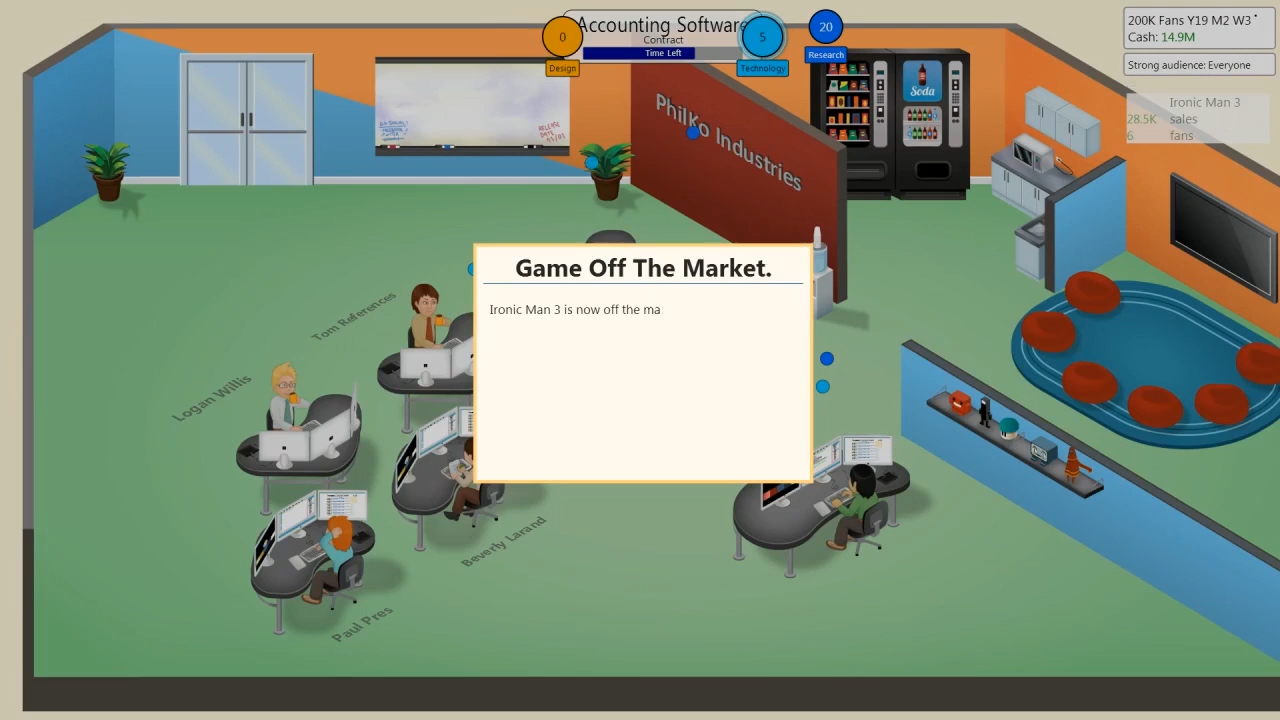 Accounting Software
Contract
Time Left
0
Design
5
Technology
20
Research
200K Fans Y19 M2 W3
Cash: 14.9M
Strong audience: Everyone
Ironic Man 3
28.5K sales
6 fans
Philko Industries
Soda
RELEASE
DATE
Game Off The Market.
Ironic Man 3 is now off the ma
Tom References
Logan Willis
Beverly Larand
Paul Pres